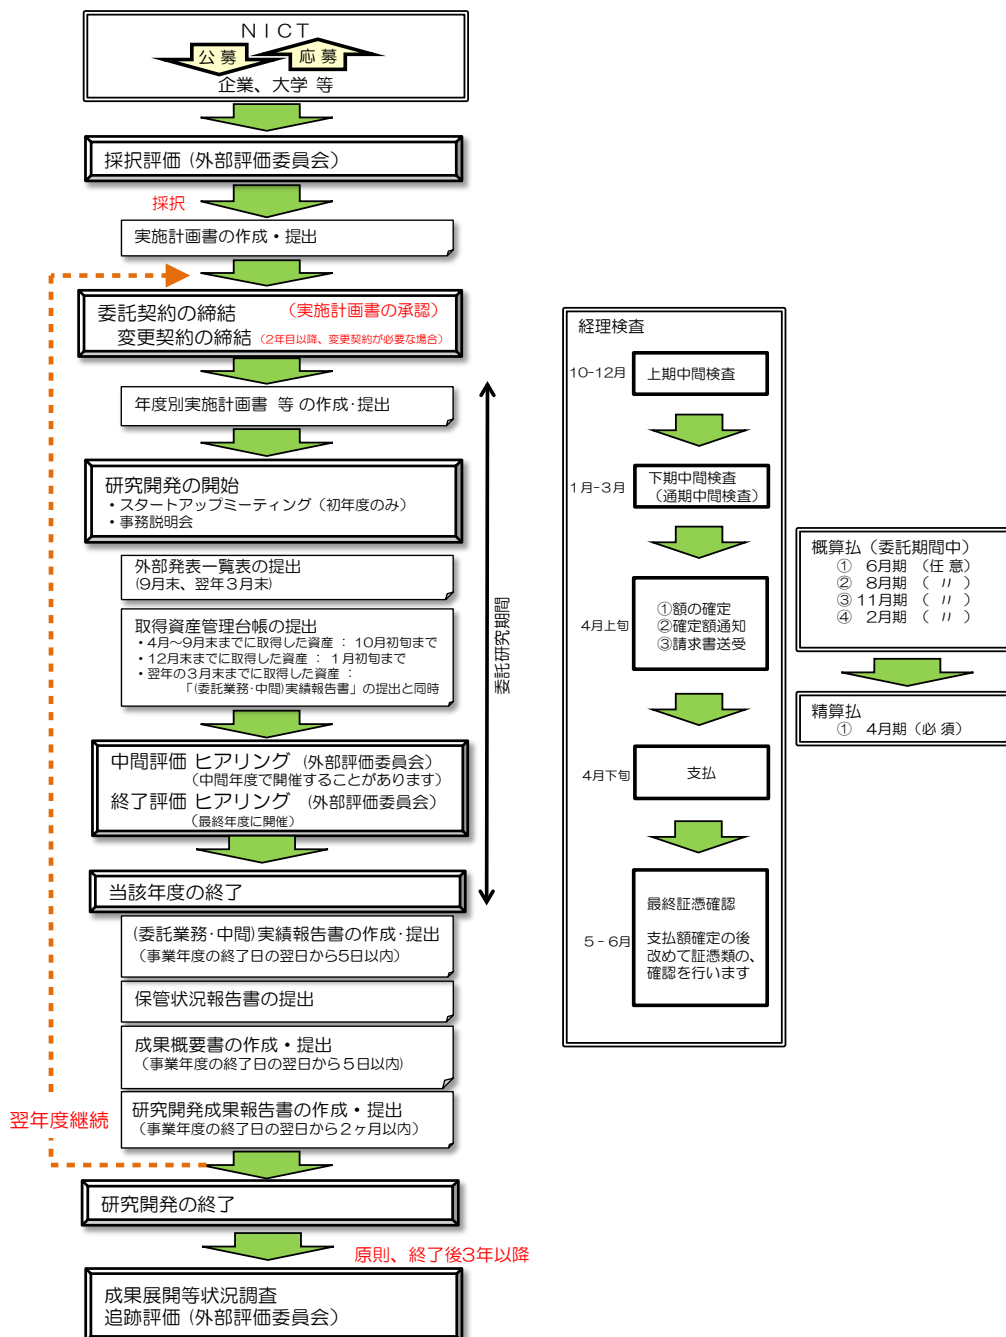 NICT
公 募
応 募
企業、大学 等
採択評価 (外部評価委員会)
採択
実施計画書の作成・提出
委託契約の締結
(実施計画書の承認)
変更契約の締結 (2年目以降、変更契約が必要な場合)
年度別実施計画書 等 の作成・提出
研究開発の開始
・スタートアップミーティング (初年度のみ)
・事務説明会
外部発表一覧表の提出
(9月末、翌年3月末)
取得資産管理台帳の提出
・4月～9月末までに取得した資産 : 10月初旬まで
・12月末までに取得した資産 : 1月初旬まで
・翌年の3月末までに取得した資産 :
「(委託業務・中間)実績報告書」の提出と同時
中間評価 ヒアリング (外部評価委員会)
(中間年度で開催することがあります)
終了評価 ヒアリング (外部評価委員会)
(最終年度に開催)
当該年度の終了
(委託業務・中間)実績報告書の作成・提出
(事業年度の終了日の翌日から5日以内)
保管状況報告書の提出
成果概要書の作成・提出
(事業年度の終了日の翌日から5日以内)
研究開発成果報告書の作成・提出
(事業年度の終了日の翌日から2ヶ月以内)
翌年度継続
研究開発の終了
原則、終了後3年以降
成果展開等状況調査
追跡評価 (外部評価委員会)
委託研究期間
経理検査
10-12月
上期中間検査
1月-3月
下期中間検査
(通期中間検査)
4月上旬
①額の確定
②確定額通知
③請求書送受
4月下旬
支払
5-6月
最終証憑確認
支払額確定の後
改めて証憑類の、
確認を行います
概算払 (委託期間中)
① 6月期 (任 意)
② 8月期 ( 〃 )
③ 11月期 ( 〃 )
④ 2月期 ( 〃 )
精算払
① 4月期 (必 須)